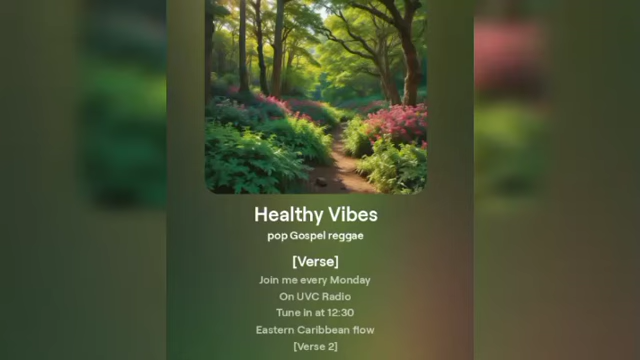 Healthy Vibes
pop Gospel reggae
[Verse]
Join me every Monday
On UVC Radio
Tune in at 12:30
Eastern Caribbean flow
[Verse 2]